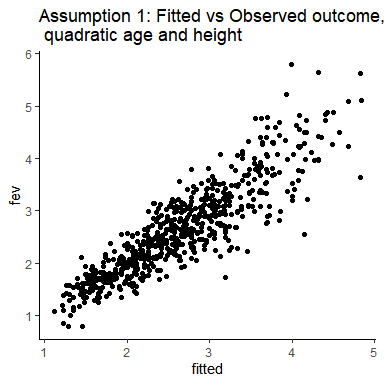 Assumption 1: Fitted vs Observed outcome,
quadratic age and height
6
5
4
3
2
1
fev
1 2 3 4 5
fitted